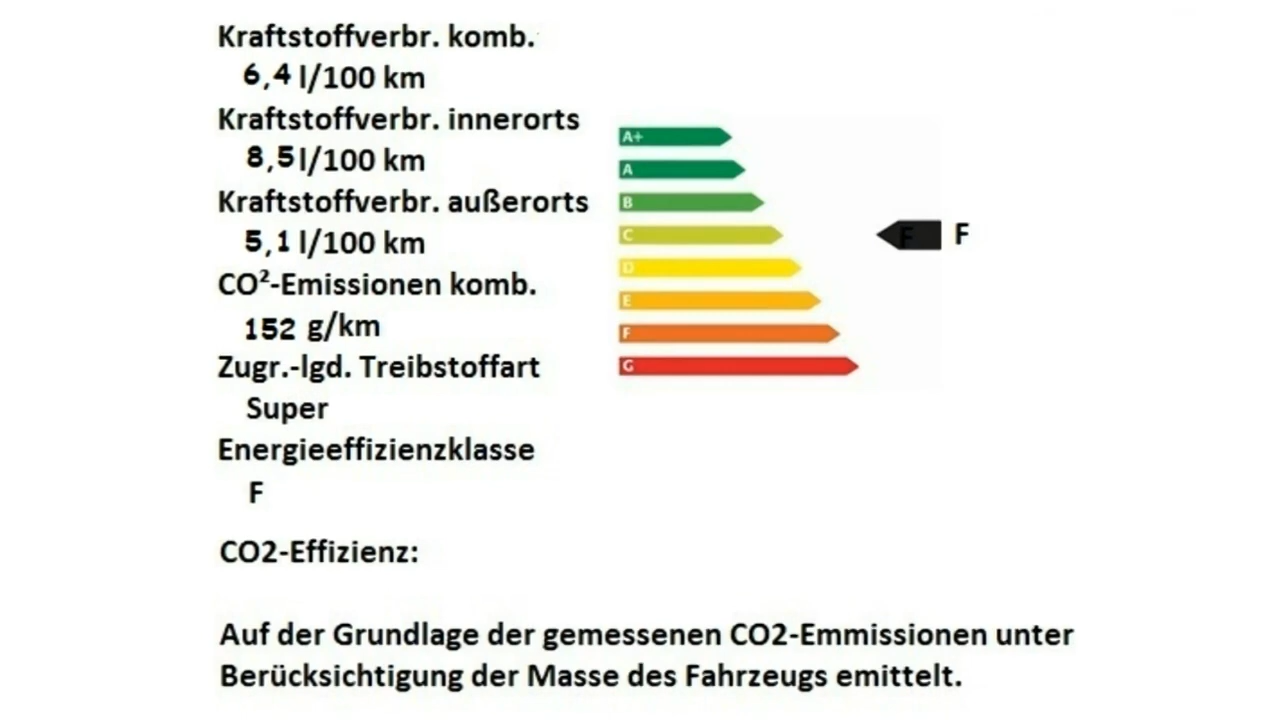 Kraftstoffverbr. komb.
6,4 l/100 km
Kraftstoffverbr. innerorts
8,5 l/100 km
Kraftstoffverbr. außerorts
5,1 l/100 km
CO²-Emissionen komb.
152 g/km
Zugr.-lgd. Treibstoffart
Super
Energieeffizienzklasse
F
A+
A
B
C
D
E
F
G
F F
CO2-Effizienz:
Auf der Grundlage der gemessenen CO2-Emmissionen unter
Berücksichtigung der Masse des Fahrzeugs emittelt.